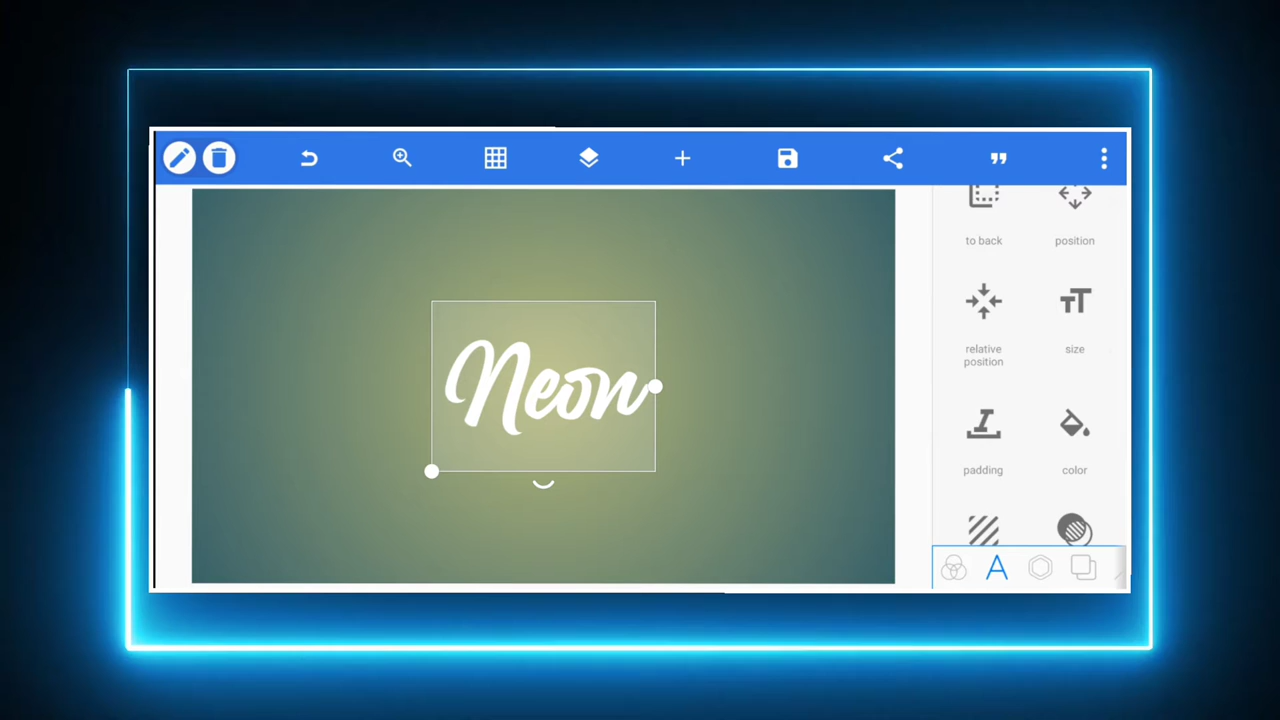 to back
position
Neon
relative
position
size
padding
color
A